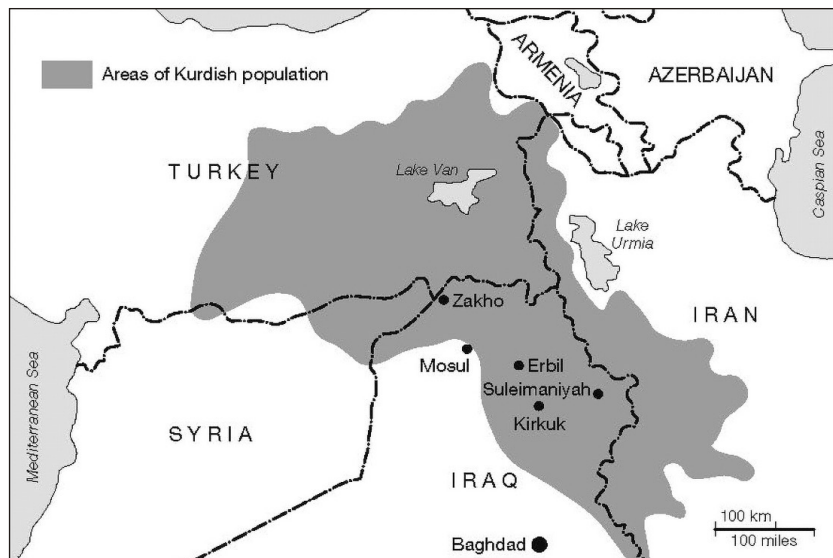 Areas of Kurdish population
ARMENIA
AZERBAIJAN
TURKEY
Lake Van
Caspian Sea
Lake
Urmia
Zakho
IRAN
Mosul
Erbil
Suleimaniyah
Kirkuk
Mediterranean Sea
SYRIA
IRAQ
Baghdad
100 km
100 miles